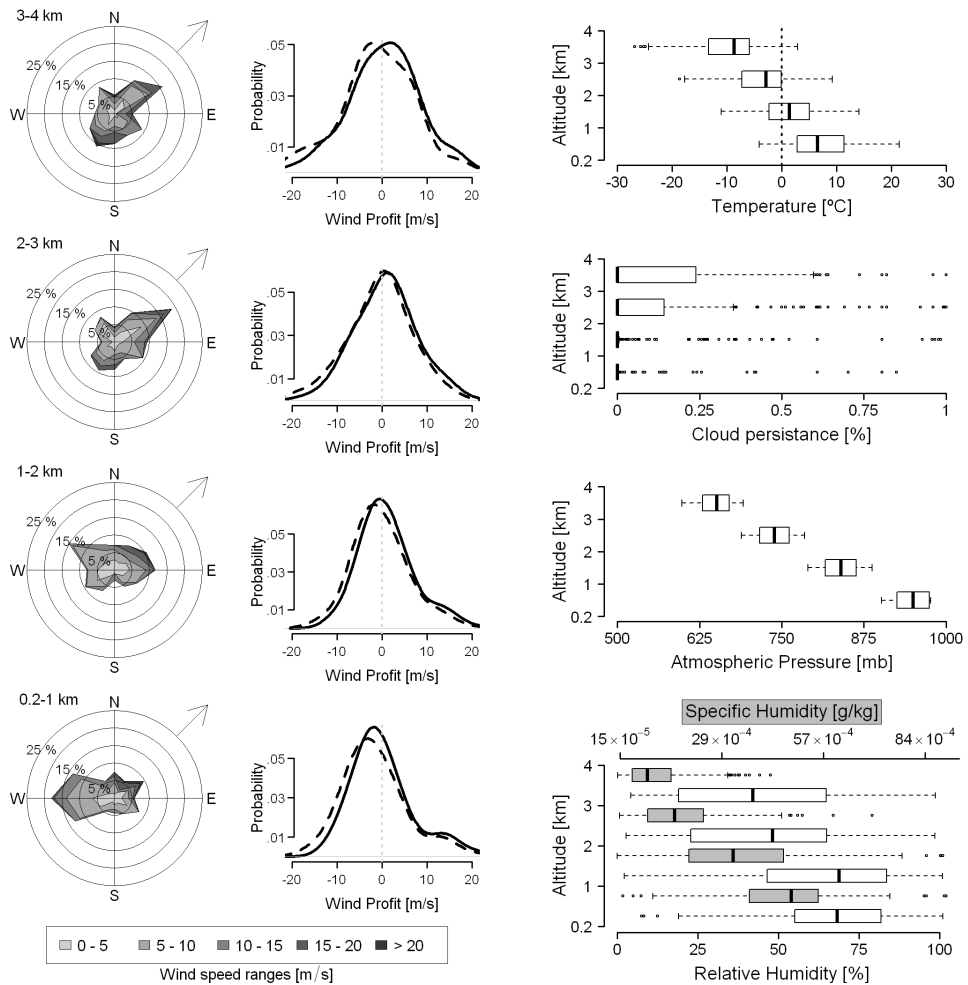 3-4 km
N
25 %
15 %
5 %
W
E
S
Probability
.05
.03
.01
-20 -10 0 10 20
Wind Profit [m/s]
2-3 km
N
25 %
15 %
5 %
W
E
S
Probability
.05
.03
.01
-20 -10 0 10 20
Wind Profit [m/s]
1-2 km
N
25 %
15 %
5 %
W
E
S
Probability
.05
.03
.01
-20 -10 0 10 20
Wind Profit [m/s]
0.2-1 km
N
25 %
15 %
5 %
W
E
S
Probability
.05
.03
.01
-20 -10 0 10 20
Wind Profit [m/s]
0 - 5 5 - 10 10 - 15 15 - 20 > 20
Wind speed ranges [m/s]
Altitude [km]
4
3
2
1
0.2
-30 -20 -10 0 10 20 30
Temperature [ºC]
Altitude [km]
4
3
2
1
0.2
0 0.25 0.5 0.75 1
Cloud persistance [%]
Altitude [km]
4
3
2
1
0.2
500 625 750 875 1000
Atmospheric Pressure [mb]
Specific Humidity [g/kg]
15 × 10⁻⁵ 29 × 10⁻⁴ 57 × 10⁻⁴ 84 × 10⁻⁴
Altitude [km]
4
3
2
1
0.2
0 25 50 75 100
Relative Humidity [%]